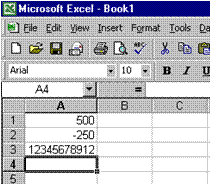 Microsoft Excel - Book1
File Edit View Insert Format Tools Da
Arial 10 B I U
A4 =
A B C
1 500
2 -250
3 12345678912
4
5